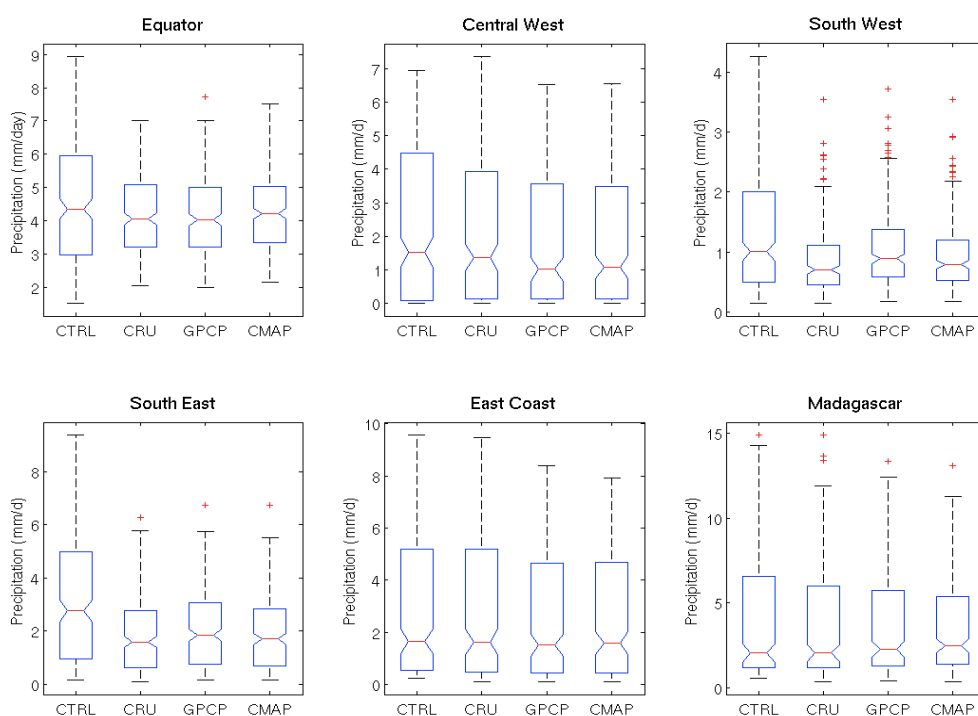 Equator
Precipitation (mm/day)
9
8
7
6
5
4
3
2
CTRL CRU GPCP CMAP
Central West
Precipitation (mm/d)
7
6
5
4
3
2
1
0
CTRL CRU GPCP CMAP
South West
Precipitation (mm/d)
4
3
2
1
0
CTRL CRU GPCP CMAP
South East
Precipitation (mm/d)
8
6
4
2
0
CTRL CRU GPCP CMAP
East Coast
Precipitation (mm/d)
10
8
6
4
2
0
CTRL CRU GPCP CMAP
Madagascar
Precipitation (mm/d)
15
10
5
0
CTRL CRU GPCP CMAP